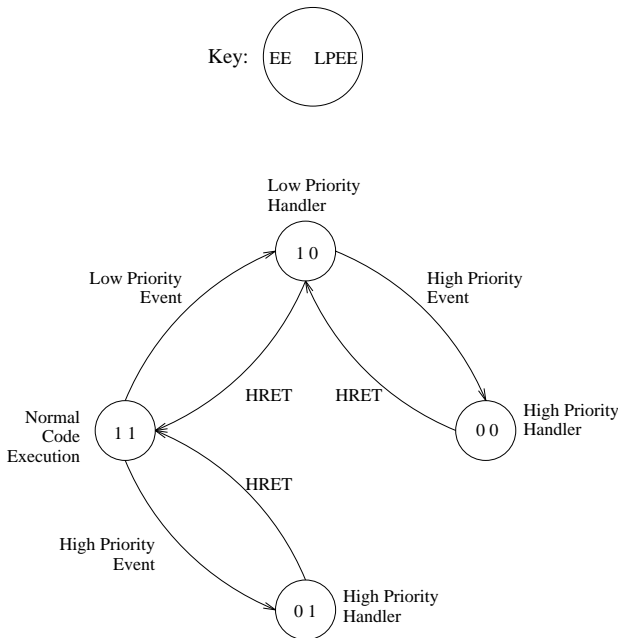 Key:
EE LPEE
Low Priority
Handler
1 0
Low Priority
Event
High Priority
Event
HRET
HRET
Normal
Code
Execution
1 1
0 0
High Priority
Handler
HRET
High Priority
Event
0 1
High Priority
Handler